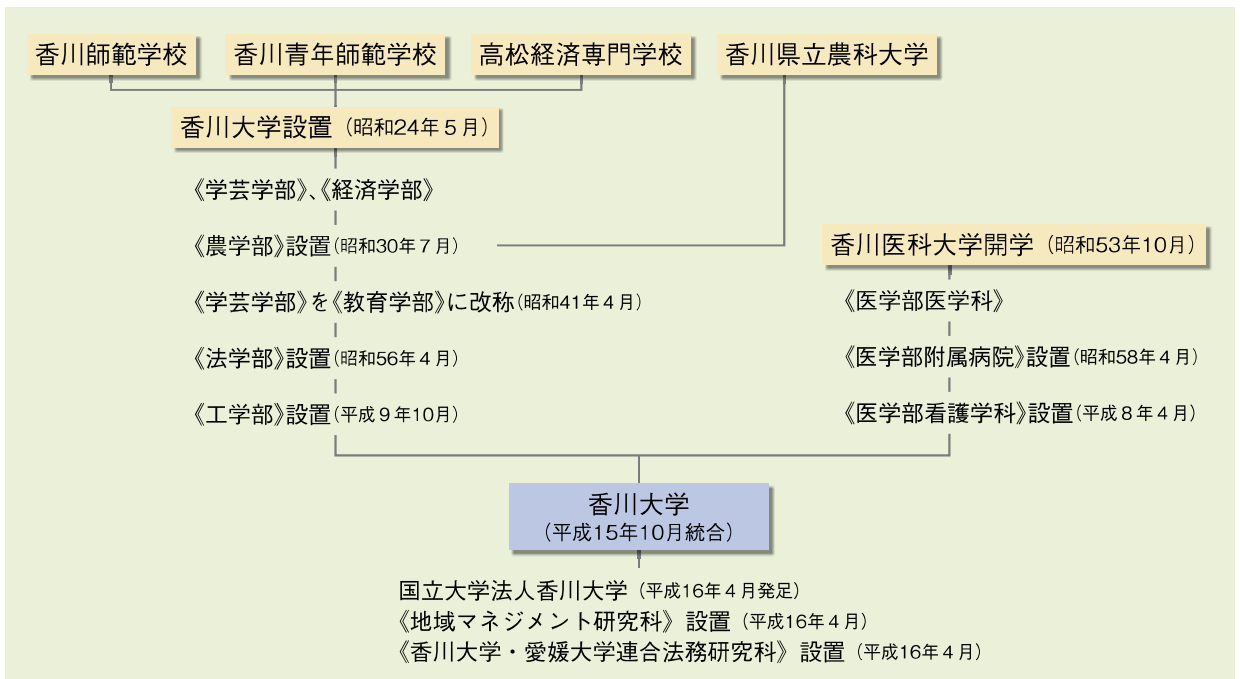 香川師範学校
香川青年師範学校
高松経済専門学校
香川県立農科大学
香川大学設置（昭和24年５月）
《学芸学部》、《経済学部》
《農学部》設置（昭和30年７月）
《学芸学部》を《教育学部》に改称（昭和41年４月）
《法学部》設置（昭和56年４月）
《工学部》設置（平成９年10月）
香川医科大学開学（昭和53年10月）
《医学部医学科》
《医学部附属病院》設置（昭和58年４月）
《医学部看護学科》設置（平成８年４月）
香川大学
（平成15年10月統合）
国立大学法人香川大学（平成16年４月発足）
《地域マネジメント研究科》設置（平成16年４月）
《香川大学・愛媛大学連合法務研究科》設置（平成16年４月）